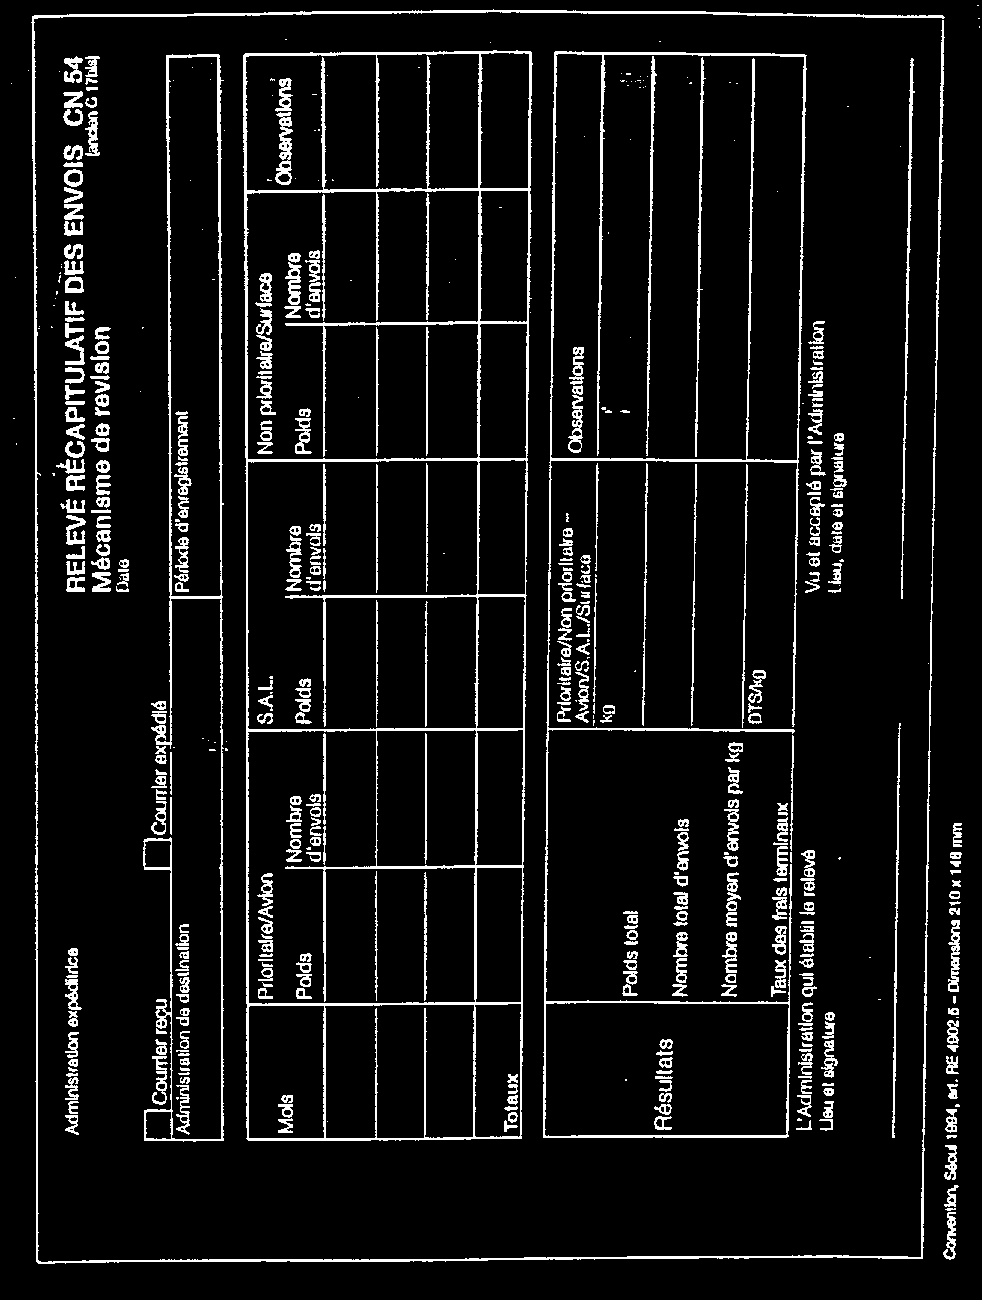 Administration expéditrice
RELEVÉ RÉCAPITULATIF DES ENVOIS CN 54
(ancien C 17bis)
Mécanisme de revision
Date
Courrier reçu
Courrier expédié
Administration de destination
Période d'enregistrement
Mois
Prioritaire/Avion
S.A.L.
Non prioritaire/Surface
Observations
Poids
Nombre
d'envois
Poids
Nombre
d'envois
Poids
Nombre
d'envois
Totaux
Résultats
Prioritaire/Non prioritaire –
Avion/S.A.L./Surface
Observations
Poids total
kg
Nombre total d'envois
Nombre moyen d'envois par kg
Taux des frais terminaux
DTS/kg
L'Administration qui établit le relevé
Lieu et signature
Vu et accepté par l'Administration
Lieu, date et signature
Convention, Séoul 1994, art. RE 4902.5 – Dimensions 210 x 148 mm